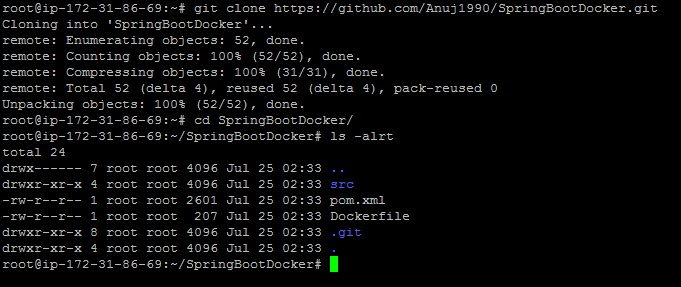 root@ip-172-31-86-69:~# git clone https://github.com/Anuj1990/SpringBootDocker.git
Cloning into 'SpringBootDocker'...
remote: Enumerating objects: 52, done.
remote: Counting objects: 100% (52/52), done.
remote: Compressing objects: 100% (31/31), done.
remote: Total 52 (delta 4), reused 52 (delta 4), pack-reused 0
Unpacking objects: 100% (52/52), done.
root@ip-172-31-86-69:~# cd SpringBootDocker/
root@ip-172-31-86-69:~/SpringBootDocker# ls -alrt
total 24
drwx------ 7 root root 4096 Jul 25 02:33 ..
drwxr-xr-x 4 root root 4096 Jul 25 02:33 src
-rw-r--r-- 1 root root 2601 Jul 25 02:33 pom.xml
-rw-r--r-- 1 root root  207 Jul 25 02:33 Dockerfile
drwxr-xr-x 8 root root 4096 Jul 25 02:33 .git
drwxr-xr-x 4 root root 4096 Jul 25 02:33 .
root@ip-172-31-86-69:~/SpringBootDocker#